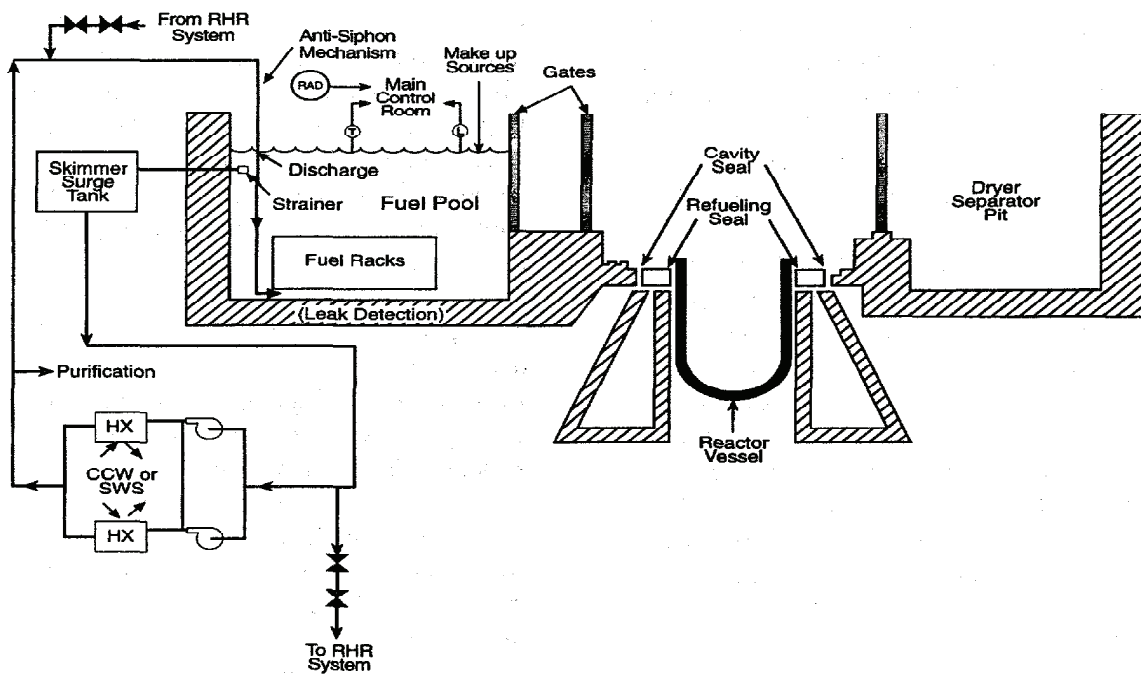 From RHR
System
Anti-Siphon
Mechanism
Make up
Sources
Gates
RAD
Main
Control
Room
T
L
Skimmer
Surge
Tank
Discharge
Strainer
Fuel Pool
Fuel Racks
(Leak Detection)
Cavity
Seal
Refueling
Seal
Dryer
Separator
Pit
Reactor
Vessel
Purification
HX
CCW or
SWS
HX
To RHR
System